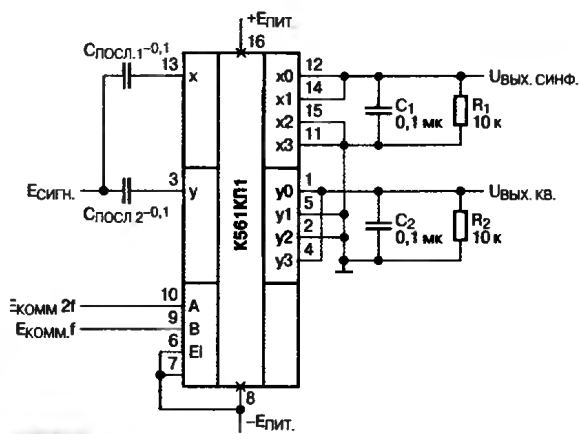 +EПИТ.
16
CПОСЛ.1 -0,1
13
x
x0
12
UВЫХ. СИНФ.
x1
14
x2
15
x3
11
C1
0,1 мк
R1
10 к
EСИГН.
3
y
CПОСЛ 2 -0,1
К561КП1
y0
1
UВЫХ. КВ.
y1
5
y2
2
y3
4
C2
0,1 мк
R2
10 к
EКОММ 2f
10
A
EКОММ.f
9
B
6
EI
7
8
-EПИТ.